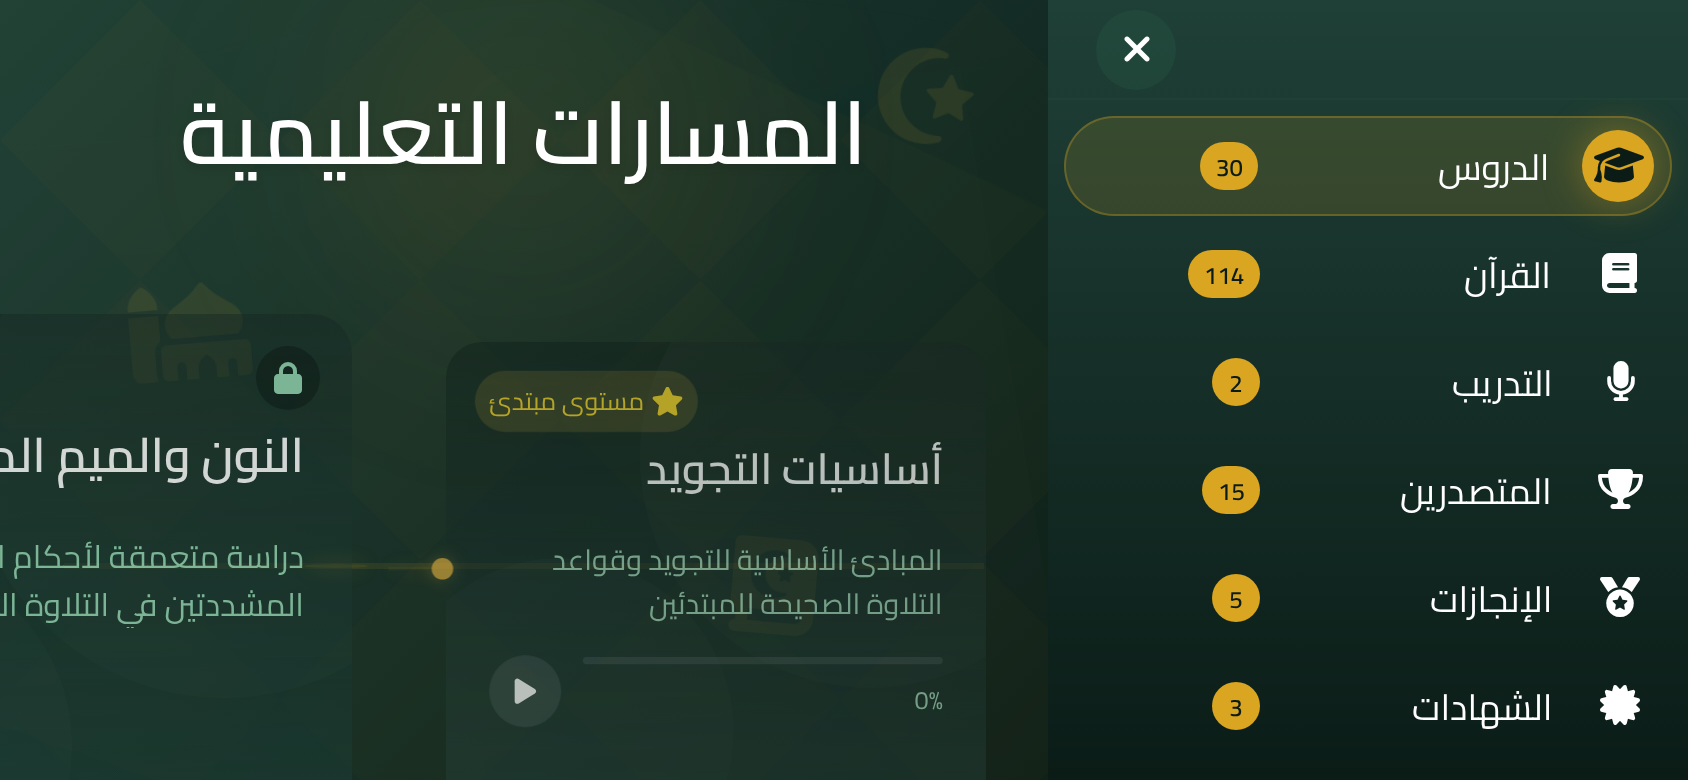 الدروس
30
القرآن
114
التدريب
2
المتصدرين
15
الإنجازات
5
الشهادات
3
المسارات التعليمية
مستوى مبتدئ
أساسيات التجويد
المبادئ الأساسية للتجويد وقواعد
التلاوة الصحيحة للمبتدئين
0%
النون والميم
دراسة متعمقة لأحكام
المشددتين في التلاوة